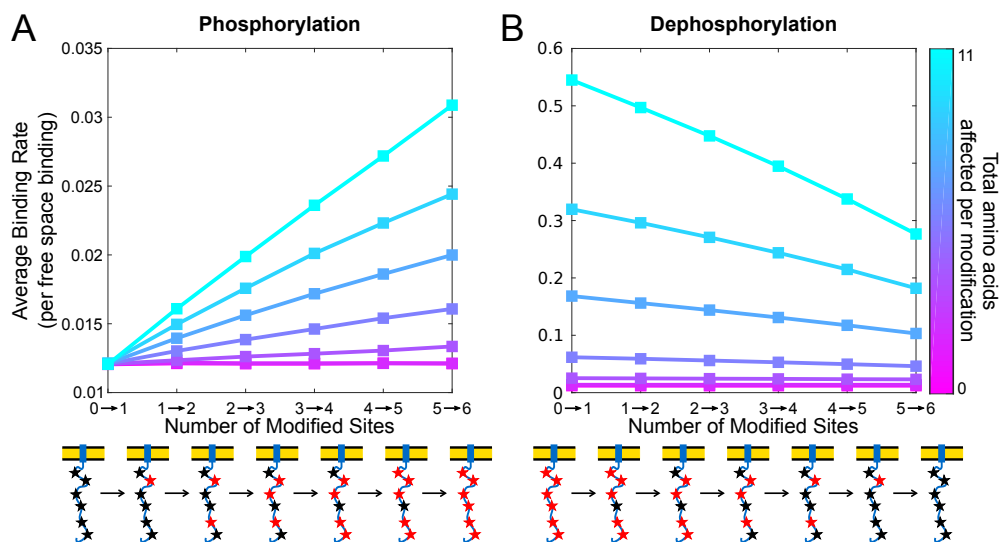 A
Phosphorylation
Average Binding Rate
(per free space binding)
0.035
0.03
0.025
0.02
0.015
0.01
0→1
1→2
2→3
3→4
4→5
5→6
Number of Modified Sites
B
Dephosphorylation
0.6
0.5
0.4
0.3
0.2
0.1
0
0→1
1→2
2→3
3→4
4→5
5→6
Number of Modified Sites
11
0
Total amino acids
affected per modification